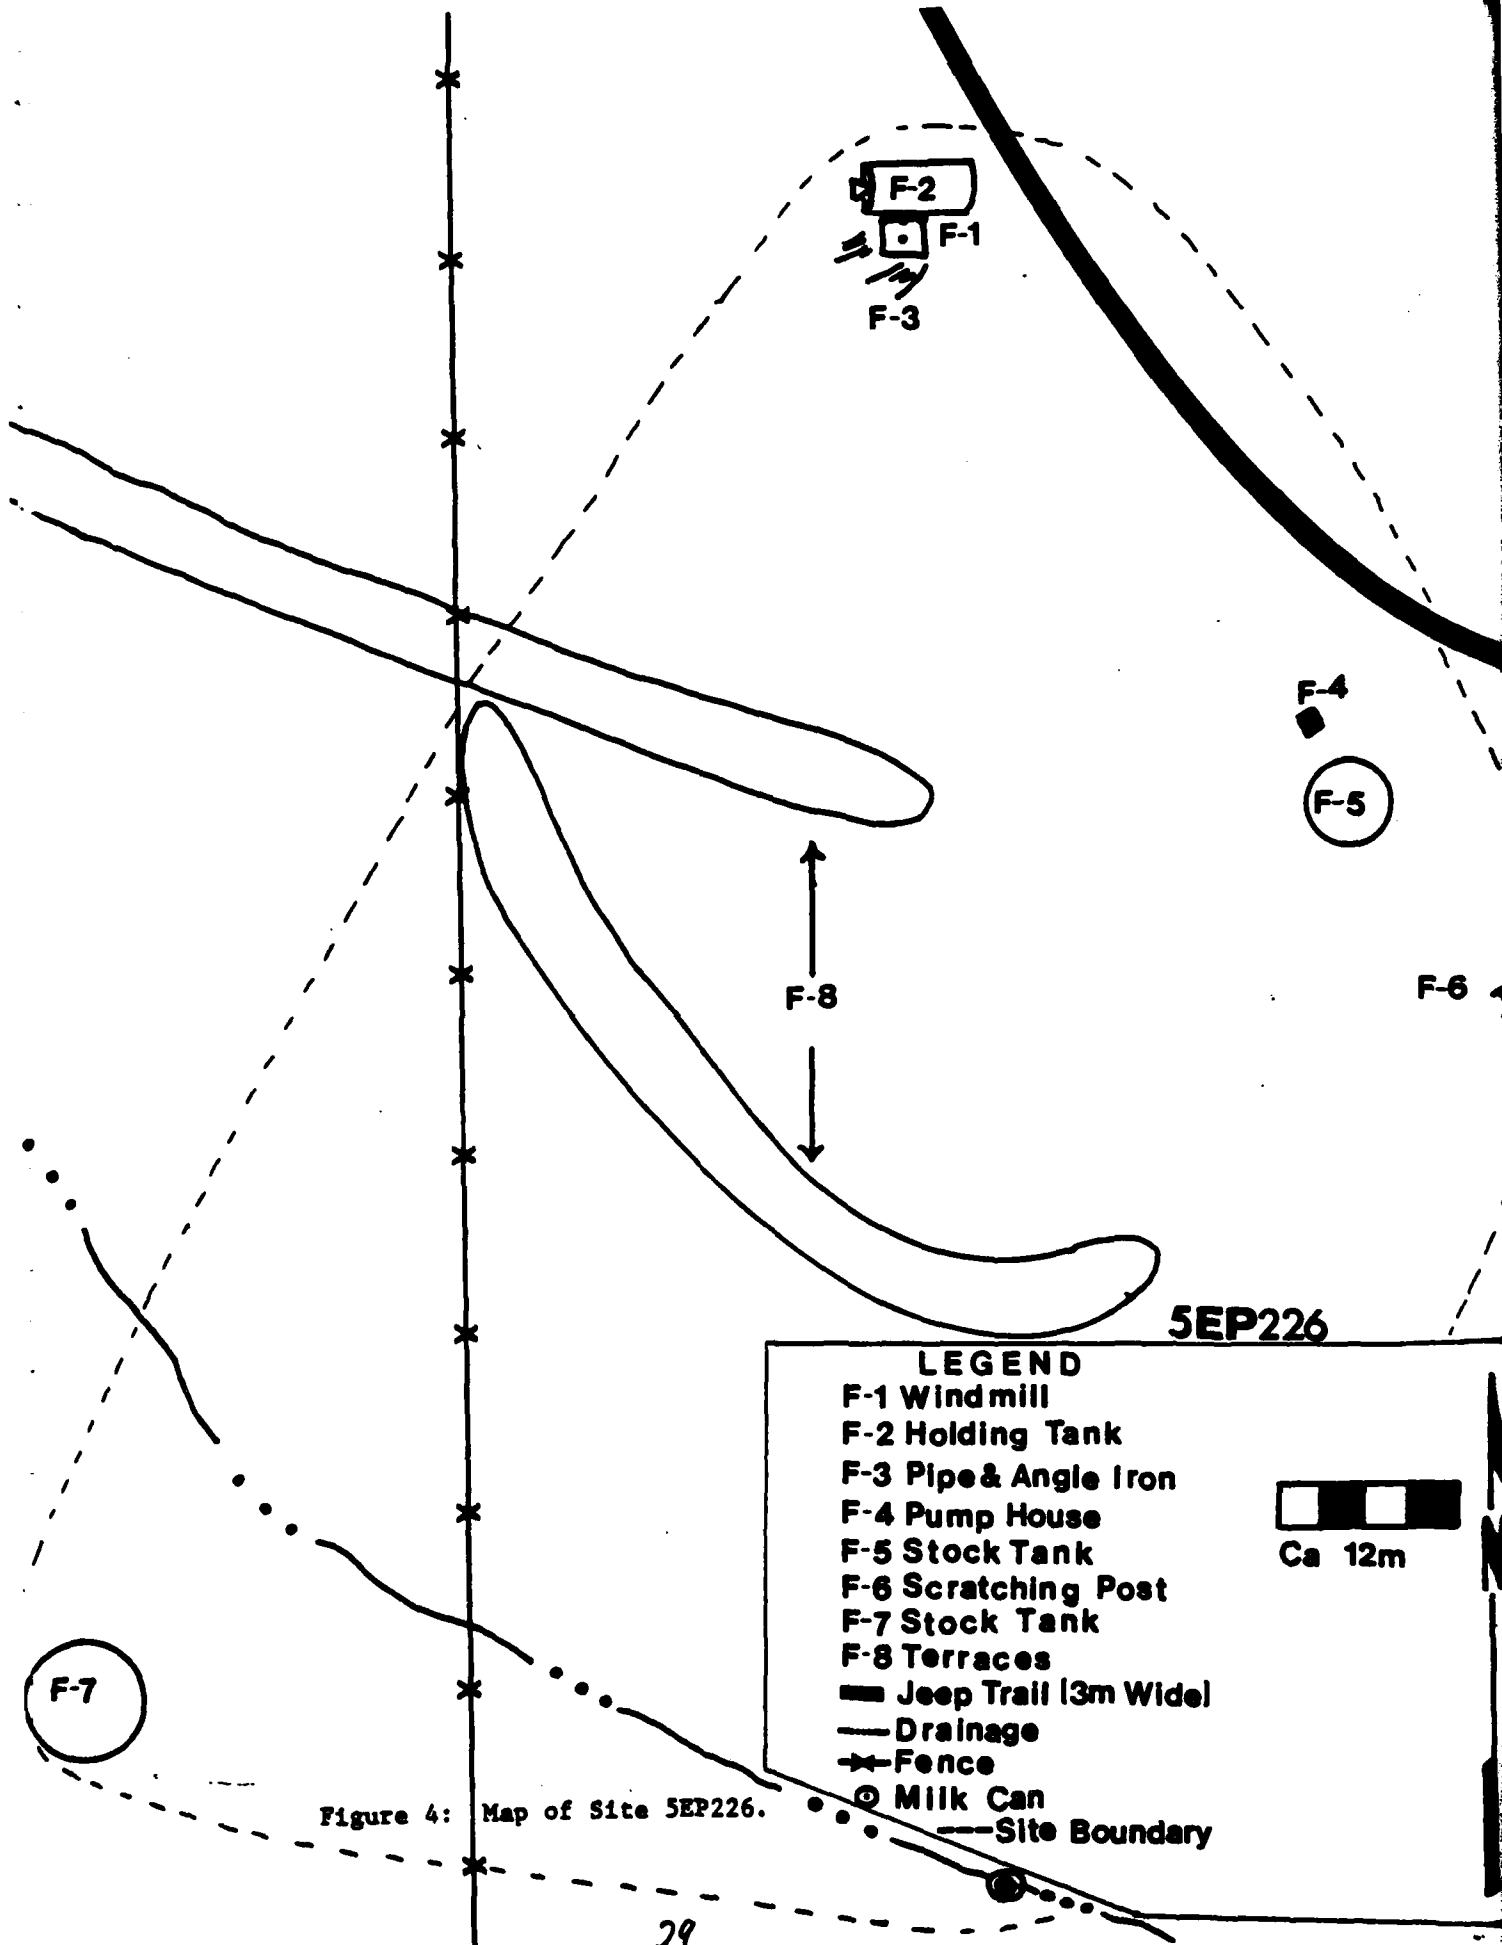 F-2
F-1
F-3
F-4
F-5
F-6
F-8
5EP226
LEGEND
F-1 Windmill
F-2 Holding Tank
F-3 Pipe & Angle Iron
F-4 Pump House
F-5 Stock Tank
F-6 Scratching Post
F-7 Stock Tank
F-8 Terraces
Jeep Trail (3m Wide)
Drainage
Fence
Milk Can
Site Boundary
Ca 12m
N
F-7
Figure 4: Map of Site 5EP226.
29